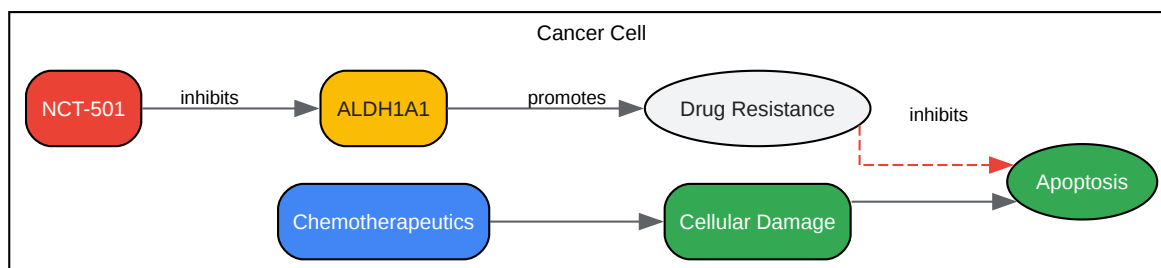 Cancer Cell
NCT-501
inhibits
ALDH1A1
promotes
Drug Resistance
inhibits
Apoptosis
Chemotherapeutics
Cellular Damage